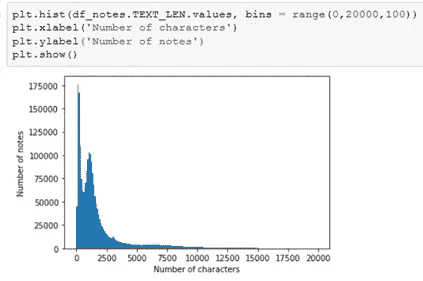 plt.hist(df_notes.TEXT_LEN.values, bins = range(0,20000,100))
plt.xlabel('Number of characters')
plt.ylabel('Number of notes')
plt.show()
175000
150000
125000
100000
75000
50000
25000
0
Number of notes
0 2500 5000 7500 10000 12500 15000 17500 20000
Number of characters